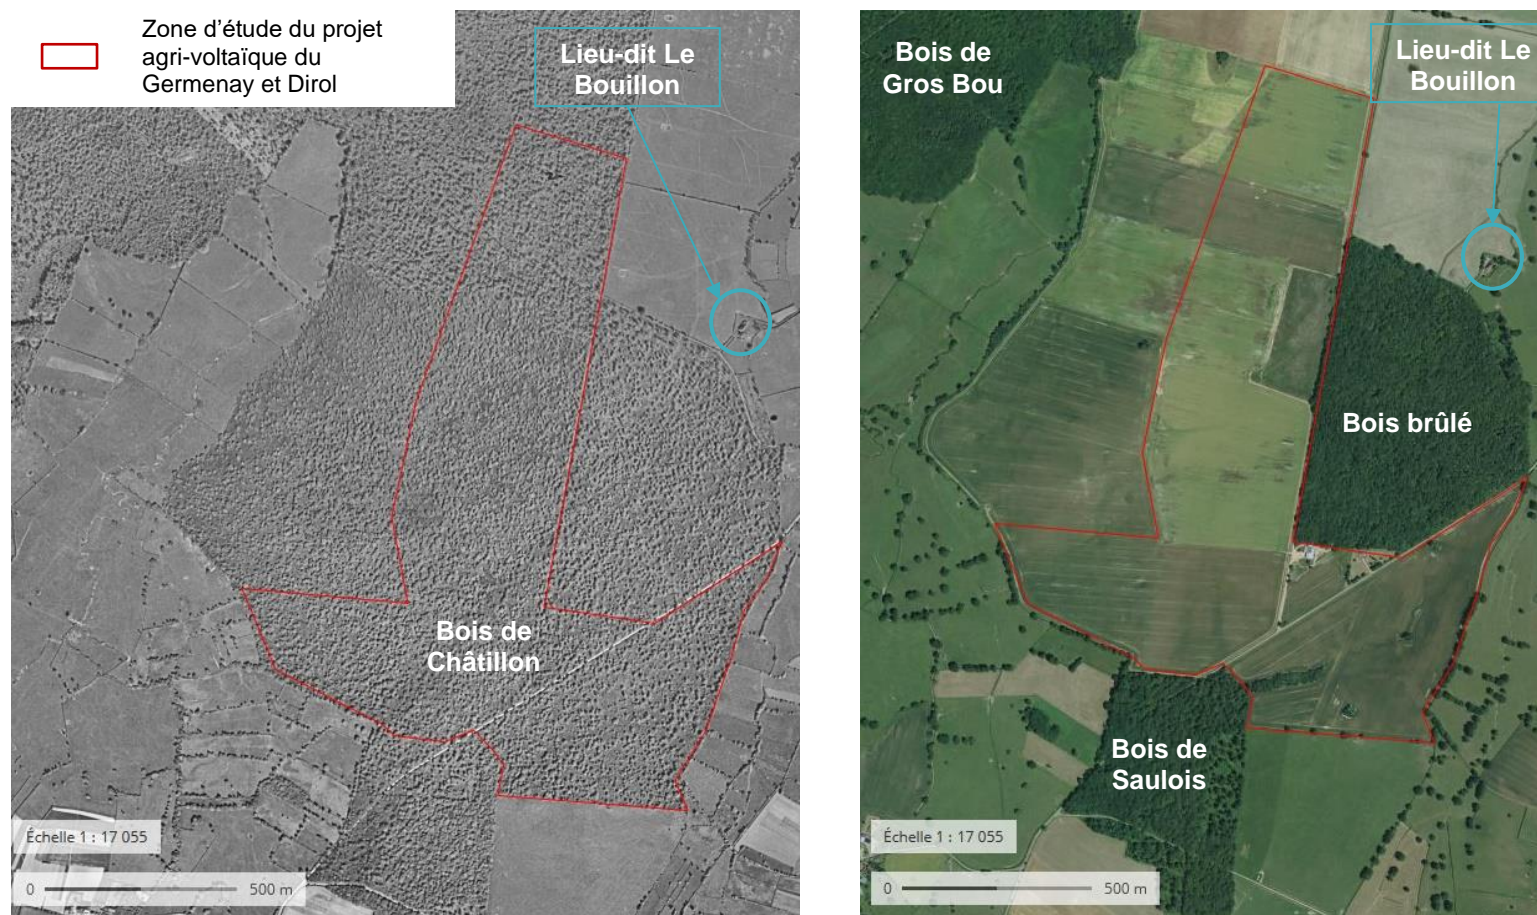 Zone d’étude du projet
agri-voltaïque du
Germenay et Dirol
Lieu-dit Le
Bouillon
Bois de
Châtillon
Échelle 1 : 17 055
0 500 m
Bois de
Gros Bou
Lieu-dit Le
Bouillon
Bois brûlé
Bois de
Saulois
Échelle 1 : 17 055
0 500 m